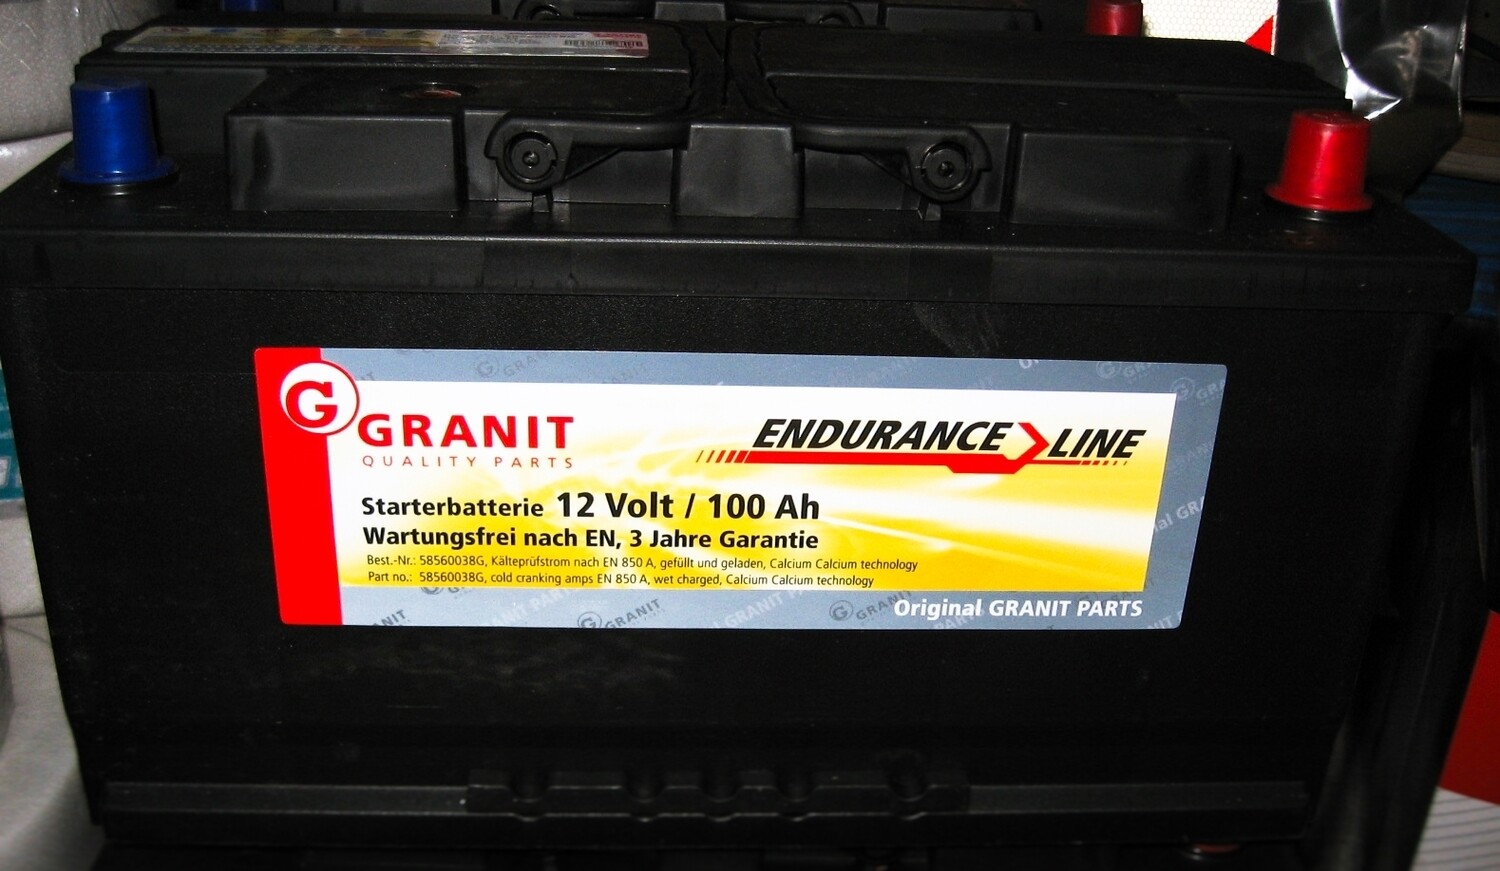 G
GRANIT
QUALITY PARTS
ENDURANCE LINE
Starterbatterie 12 Volt / 100 Ah
Wartungsfrei nach EN, 3 Jahre Garantie
Best.-Nr.: 58560038G, Kälteprüfstrom nach EN 850 A, gefüllt und geladen, Calcium Calcium technology
Part no.: 58560038G, cold cranking amps EN 850 A, wet charged, Calcium Calcium technology
Original GRANIT PARTS